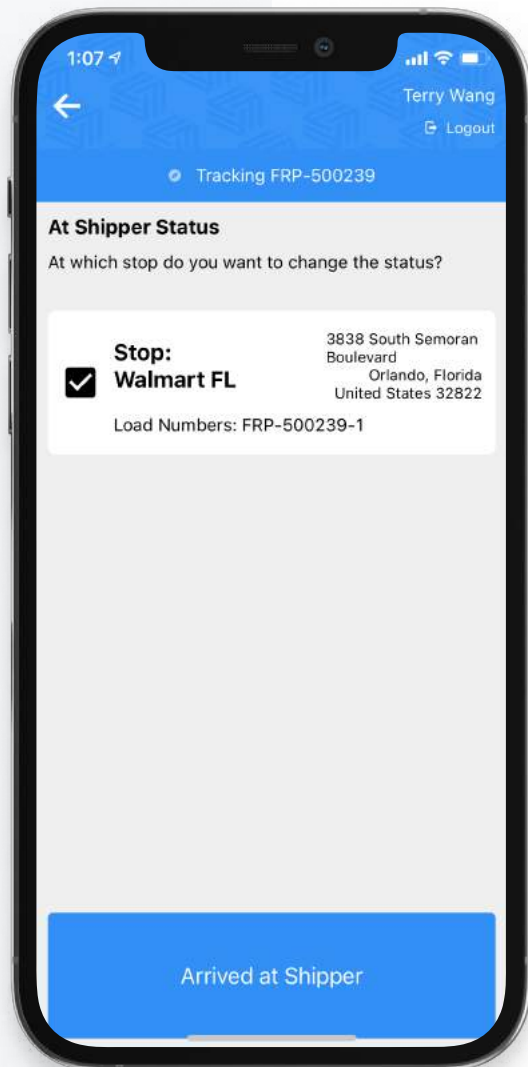 1:07
Terry Wang
Logout
Tracking FRP-500239
At Shipper Status
At which stop do you want to change the status?
Stop:
Walmart FL
3838 South Semoran
Boulevard
Orlando, Florida
United States 32822
Load Numbers: FRP-500239-1
Arrived at Shipper